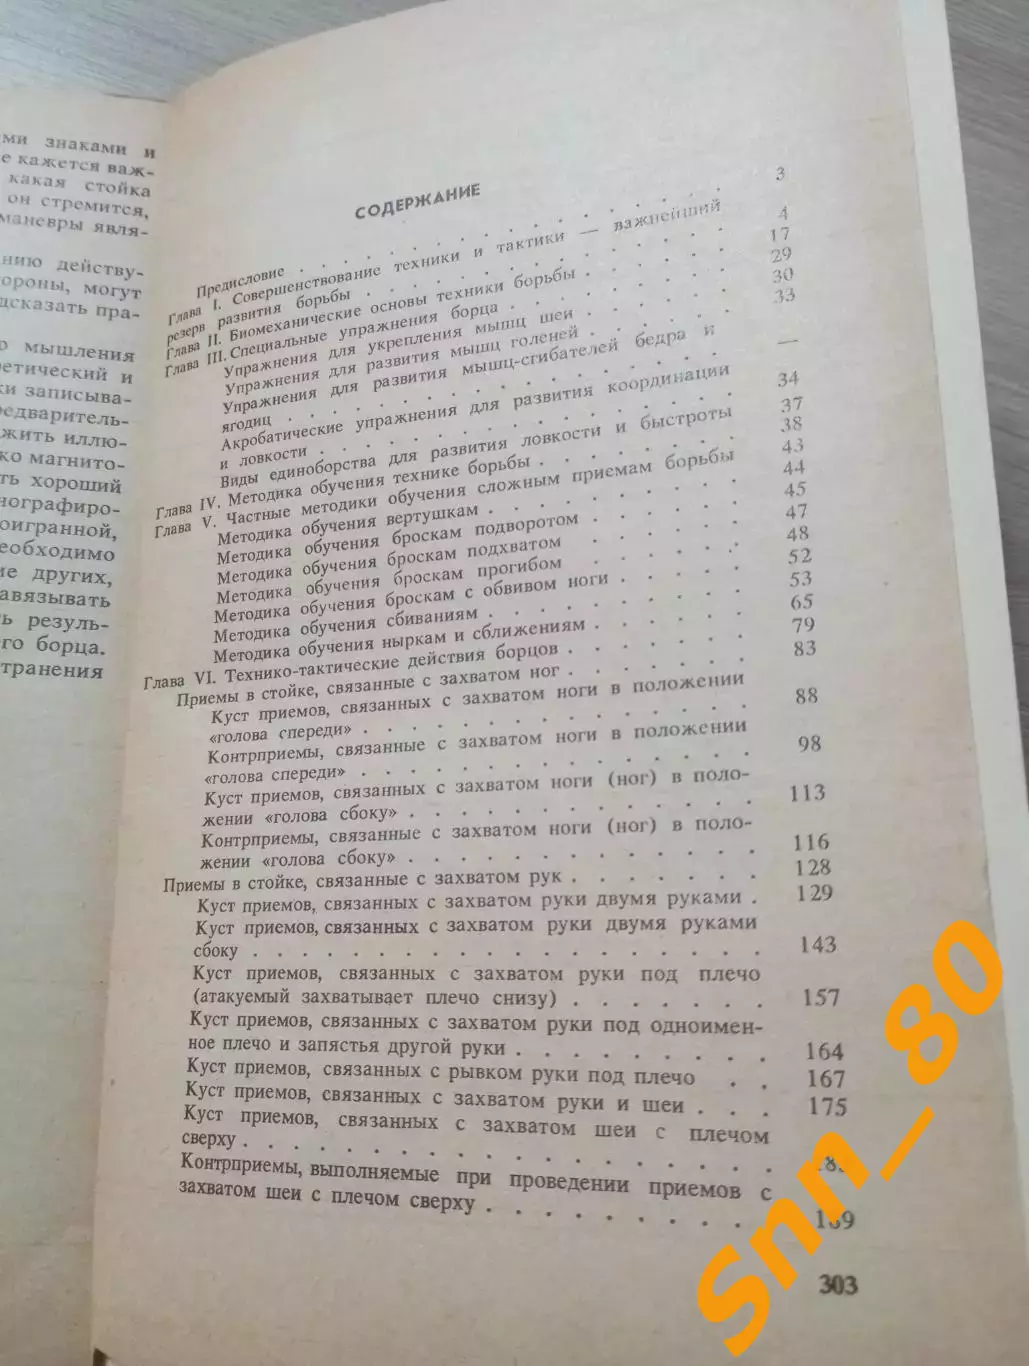 ми знаками и
е кажется важ-
какая стойка
он стремится,
маневры явля-
нию действу-
ороны, могут
дсказать пра-
р мышления
ретический и
ки записыва-
редваритель-
жить иллю-
ко магнито-
ть хороший
нографиро-
оигранной,
необходимо
ие других,
авязывать
ть резуль-
го борца.
странения
СОДЕРЖАНИЕ
Предисловие . . . . . . . . . . 3
Глава I. Совершенствование техники и тактики — важнейший
резерв развития борьбы . . . . . . . . . 4
Глава II. Биомеханические основы техники борьбы . . . . 17
Глава III. Специальные упражнения борца . . . . . . 29
Упражнения для укрепления мышц шеи . . . . . 30
Упражнения для развития мышц голеней . . . . . 33
Упражнения для развития мышц-сгибателей бедра и
ягодиц . . . . . . . . . . . —
Акробатические упражнения для развития координации
и ловкости . . . . . . . . . . 34
Виды единоборства для развития ловкости и быстроты 37
Глава IV. Методика обучения технике борьбы . . . . . 38
Глава V. Частные методики обучения сложным приемам борьбы 43
Методика обучения вертушкам . . . . . . . 44
Методика обучения броскам подворотом . . . . . 45
Методика обучения броскам подхватом . . . . . 47
Методика обучения броскам прогибом . . . . . 48
Методика обучения броскам с обвивом ноги . . . . 52
Методика обучения сбиваниям . . . . . . . 53
Методика обучения ныркам и сближениям . . . . . 65
Глава VI. Технико-тактические действия борцов . . . . . 79
Приемы в стойке, связанные с захватом ног . . . . . . 83
Куст приемов, связанных с захватом ноги в положении
«голова спереди» . . . . . . . . . . 88
Контрприемы, связанные с захватом ноги в положении
«голова спереди» . . . . . . . . . . 98
Куст приемов, связанных с захватом ноги (ног) в поло-
жении «голова сбоку» . . . . . . . . . 113
Контрприемы, связанные с захватом ноги (ног) в поло-
жении «голова сбоку» . . . . . . . . . 116
Приемы в стойке, связанные с захватом рук . . . . . . 128
Куст приемов, связанных с захватом руки двумя руками . 129
Куст приемов, связанных с захватом руки двумя руками
сбоку . . . . . . . . . . . . . 143
Куст приемов, связанных с захватом руки под плечо
(атакуемый захватывает плечо снизу) . . . . . . 157
Куст приемов, связанных с захватом руки под одноимен-
ное плечо и запястья другой руки . . . . . . . 164
Куст приемов, связанных с рывком руки под плечо . . 167
Куст приемов, связанных с захватом руки и шеи . . . 175
Куст приемов, связанных с захватом шеи с плечом
сверху . . . . . . . . . . . . .
Контрприемы, выполняемые при проведении приемов с
захватом шеи с плечом сверху . . . . . . . .
303
Snn_80